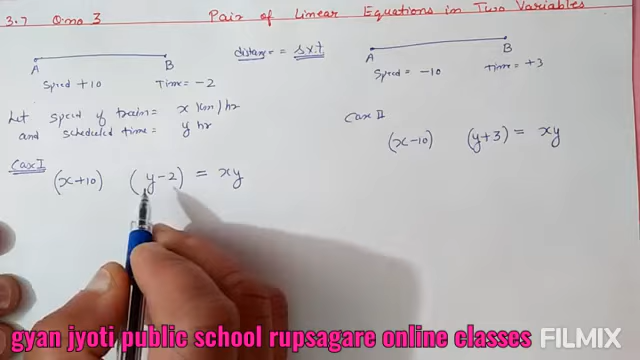 3.7 Q.no 3 Pair of Linear Equations in Two Variables
A B distance = s x t A B
Speed +10 Time = -2 Speed = -10 Time = +3
Let speed of train = x km/hr
and scheduled time = y hr
Case II
(x-10) (y+3) = xy
Case I
(x+10) (y-2) = xy
gyan jyoti public school rupsagare online classes
FILMIX